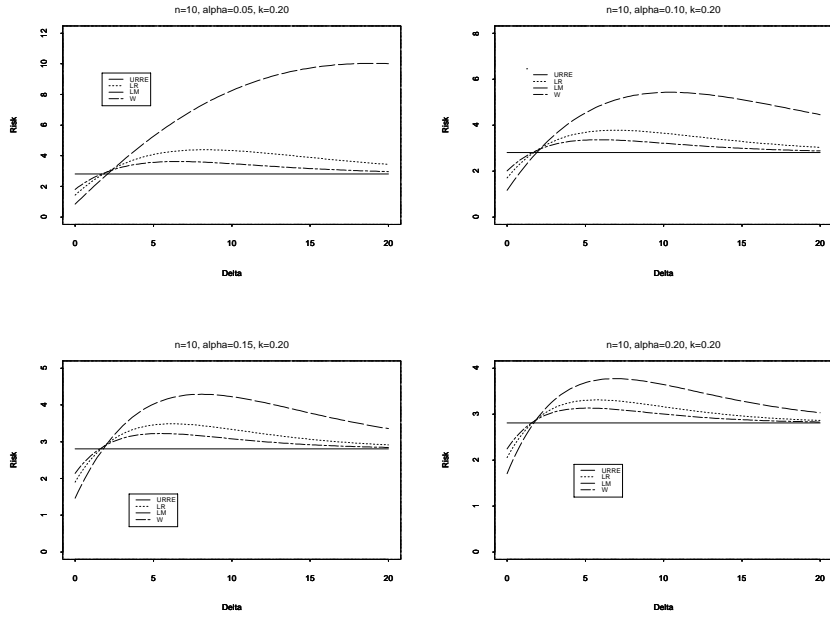 n=10, alpha=0.05, k=0.20
Risk
12
10
8
6
4
2
0
URRE
LR
LM
W
0 5 10 15 20
Delta
n=10, alpha=0.10, k=0.20
Risk
8
6
4
2
0
URRE
LR
LM
W
0 5 10 15 20
Delta
n=10, alpha=0.15, k=0.20
Risk
5
4
3
2
1
0
URRE
LR
LM
W
0 5 10 15 20
Delta
n=10, alpha=0.20, k=0.20
Risk
4
3
2
1
0
URRE
LR
LM
W
0 5 10 15 20
Delta